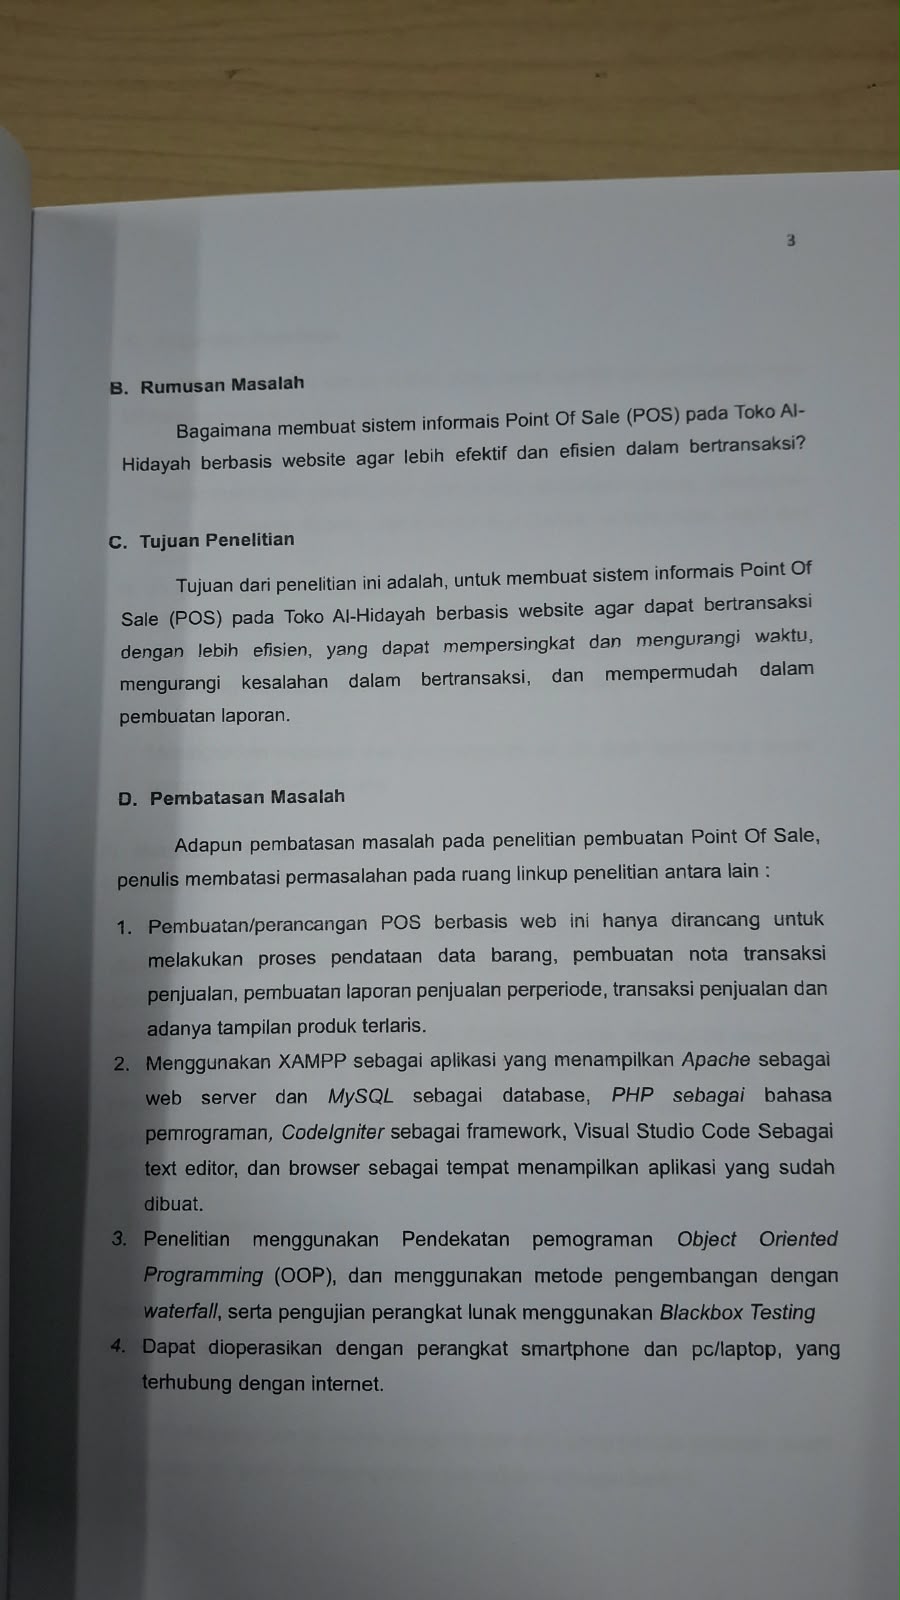 3
B. Rumusan Masalah
Bagaimana membuat sistem informais Point Of Sale (POS) pada Toko Al-
Hidayah berbasis website agar lebih efektif dan efisien dalam bertransaksi?
C. Tujuan Penelitian
Tujuan dari penelitian ini adalah, untuk membuat sistem informais Point Of
Sale (POS) pada Toko Al-Hidayah berbasis website agar dapat bertransaksi
dengan lebih efisien, yang dapat mempersingkat dan mengurangi waktu,
mengurangi kesalahan dalam bertransaksi, dan mempermudah dalam
pembuatan laporan.
D. Pembatasan Masalah
Adapun pembatasan masalah pada penelitian pembuatan Point Of Sale,
penulis membatasi permasalahan pada ruang linkup penelitian antara lain :
1. Pembuatan/perancangan POS berbasis web ini hanya dirancang untuk
melakukan proses pendataan data barang, pembuatan nota transaksi
penjualan, pembuatan laporan penjualan perperiode, transaksi penjualan dan
adanya tampilan produk terlaris.
2. Menggunakan XAMPP sebagai aplikasi yang menampilkan Apache sebagai
web server dan MySQL sebagai database, PHP sebagai bahasa
pemrograman, CodeIgniter sebagai framework, Visual Studio Code Sebagai
text editor, dan browser sebagai tempat menampilkan aplikasi yang sudah
dibuat.
3. Penelitian menggunakan Pendekatan pemograman Object Oriented
Programming (OOP), dan menggunakan metode pengembangan dengan
waterfall, serta pengujian perangkat lunak menggunakan Blackbox Testing
4. Dapat dioperasikan dengan perangkat smartphone dan pc/laptop, yang
terhubung dengan internet.